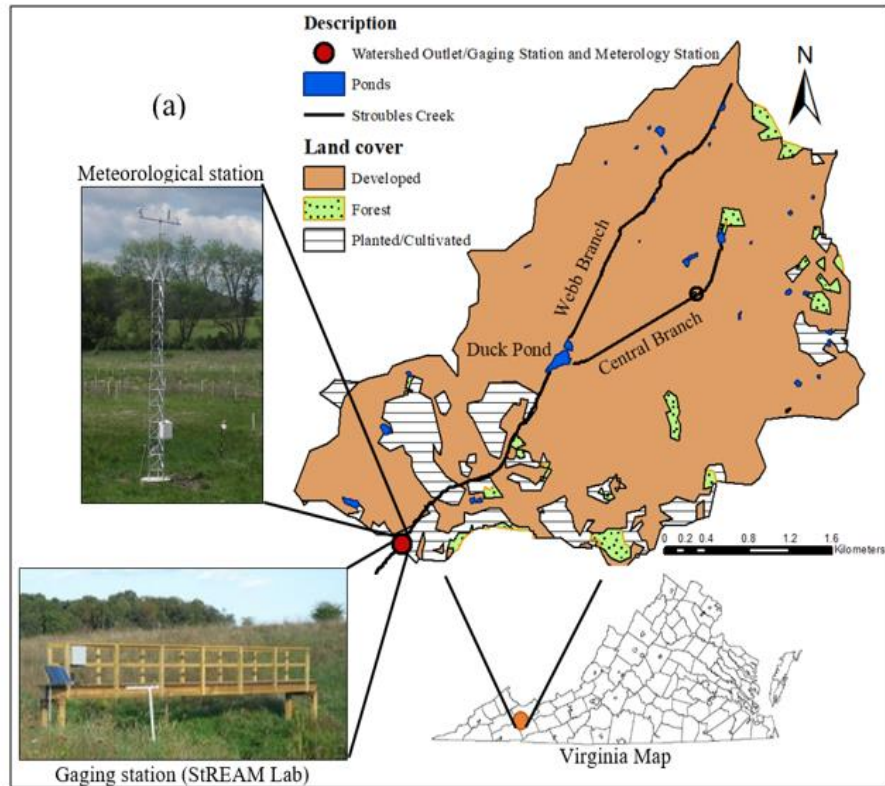 Description
Watershed Outlet/Gaging Station and Meterology Station
Ponds
Stroubles Creek
Land cover
Developed
Forest
Planted/Cultivated
(a)
N
Meteorological station
Webb Branch
Central Branch
Duck Pond
0 0.2 0.4 0.8 1.2 1.6
Kilometers
Gaging station (StREAM Lab)
Virginia Map